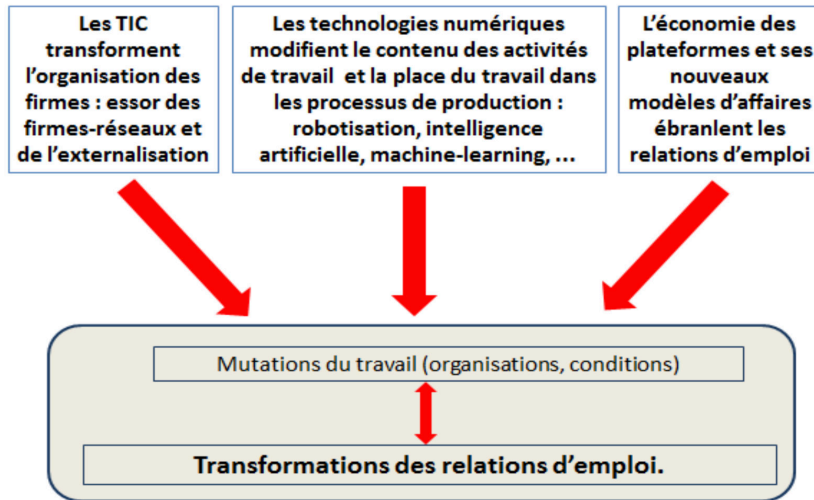 Les TIC
transforment
l’organisation des
firmes : essor des
firmes-réseaux et
de l’externalisation
Les technologies numériques
modifient le contenu des activités
de travail et la place du travail dans
les processus de production :
robotisation, intelligence
artificielle, machine-learning, ...
L’économie des
plateformes et ses
nouveaux
modèles d’affaires
ébranlent les
relations d’emploi
Mutations du travail (organisations, conditions)
Transformations des relations d’emploi.